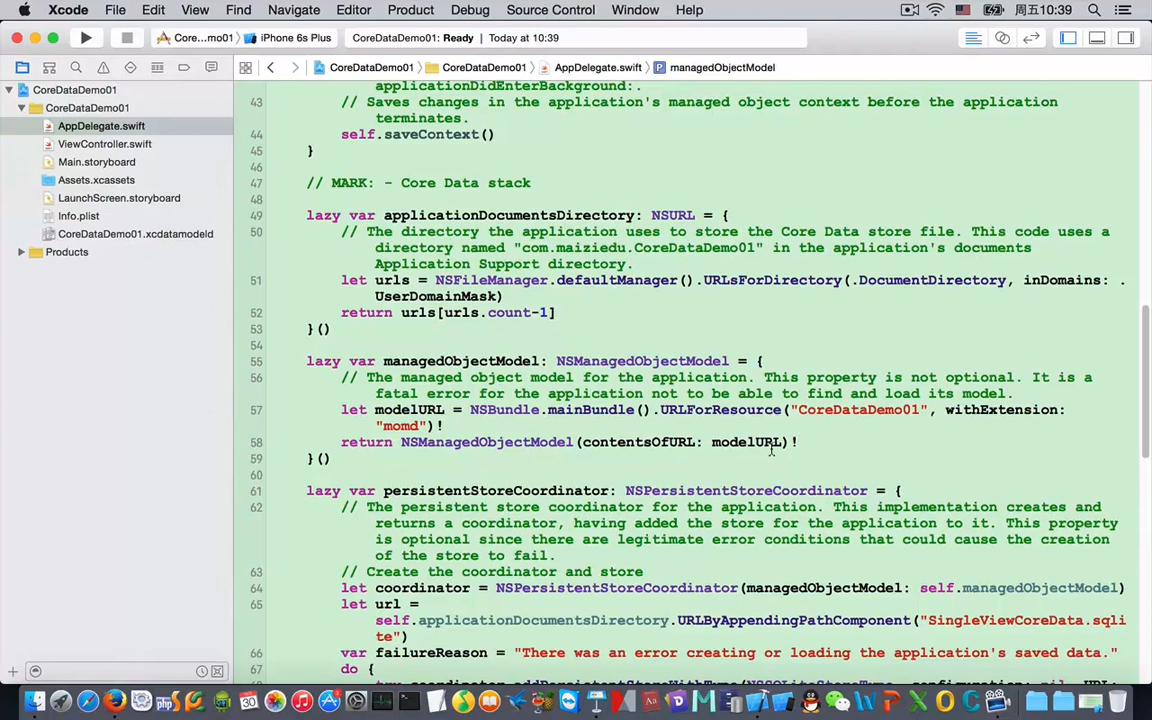 Xcode File Edit View Find Navigate Editor Product Debug Source Control Window Help 周五10:39
Core...mo01 iPhone 6s Plus CoreDataDemo01: Ready Today at 10:39
CoreDataDemo01 CoreDataDemo01 AppDelegate.swift P managedObjectModel
CoreDataDemo01
CoreDataDemo01
AppDelegate.swift
ViewController.swift
Main.storyboard
Assets.xcassets
LaunchScreen.storyboard
Info.plist
CoreDataDemo01.xcdatamodeld
Products
applicationDidEnterBackground:.
43 // Saves changes in the application's managed object context before the application
terminates.
44 self.saveContext()
45 }
46
47 // MARK: - Core Data stack
48
49 lazy var applicationDocumentsDirectory: NSURL = {
50 // The directory the application uses to store the Core Data store file. This code uses a
directory named "com.maiziedu.CoreDataDemo01" in the application's documents
Application Support directory.
51 let urls = NSFileManager.defaultManager().URLsForDirectory(.DocumentDirectory, inDomains: .
UserDomainMask)
52 return urls[urls.count-1]
53 }()
54
55 lazy var managedObjectModel: NSManagedObjectModel = {
56 // The managed object model for the application. This property is not optional. It is a
fatal error for the application not to be able to find and load its model.
57 let modelURL = NSBundle.mainBundle().URLForResource("CoreDataDemo01", withExtension:
"momd")!
58 return NSManagedObjectModel(contentsOfURL: modelURL)!
59 }()
60
61 lazy var persistentStoreCoordinator: NSPersistentStoreCoordinator = {
62 // The persistent store coordinator for the application. This implementation creates and
returns a coordinator, having added the store for the application to it. This property
is optional since there are legitimate error conditions that could cause the creation
of the store to fail.
63 // Create the coordinator and store
64 let coordinator = NSPersistentStoreCoordinator(managedObjectModel: self.managedObjectModel)
65 let url =
self.applicationDocumentsDirectory.URLByAppendingPathComponent("SingleViewCoreData.sqli
te")
66 var failureReason = "There was an error creating or loading the application's saved data."
67 do {